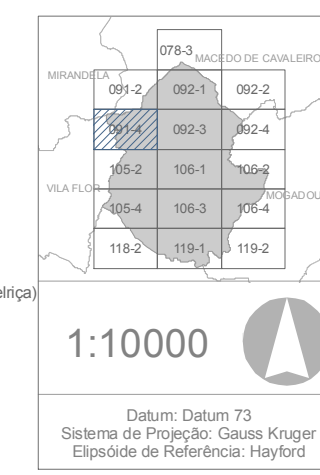 078-3
MACEDO DE CAVALEIRO
MIRANDELA
091-2 092-1 092-2
091-4 092-3 092-4
105-2 106-1 106-2
VILA FLOR
MOGADOU
105-4 106-3 106-4
118-2 119-1 119-2
elriça)
1:10000
Datum: Datum 73
Sistema de Projeção: Gauss Kruger
Elipsóide de Referência: Hayford